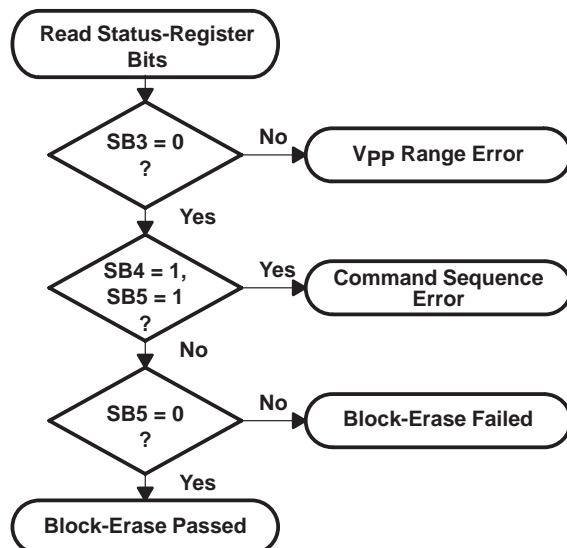 Read Status-Register
Bits
SB3 = 0
?
No
VPP Range Error
Yes
SB4 = 1,
SB5 = 1
?
Yes
Command Sequence
Error
No
SB5 = 0
?
No
Block-Erase Failed
Yes
Block-Erase Passed